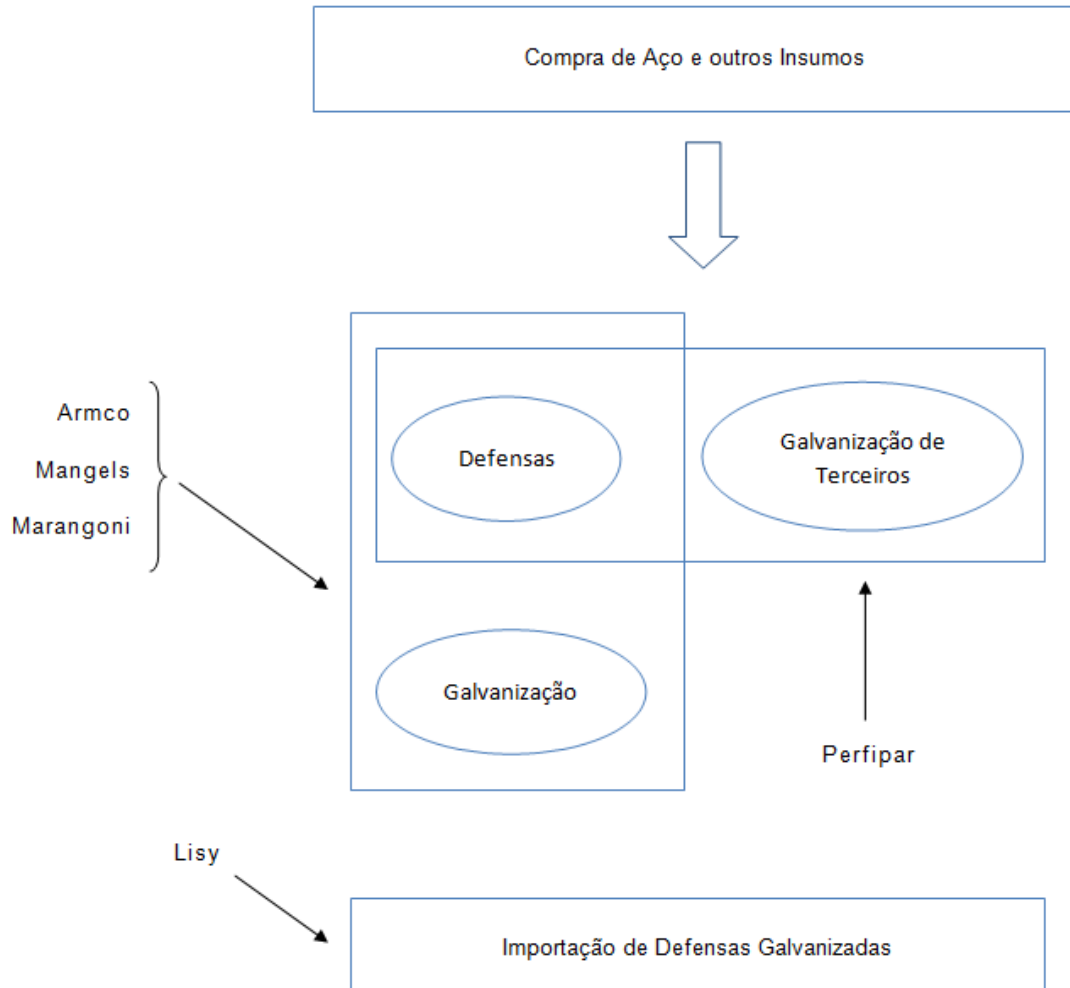 Compra de Aço e outros Insumos
Armco
Mangels
Marangoni
Defensas
Galvanização de
Terceiros
Galvanização
Perfipar
Lisy
Importação de Defensas Galvanizadas